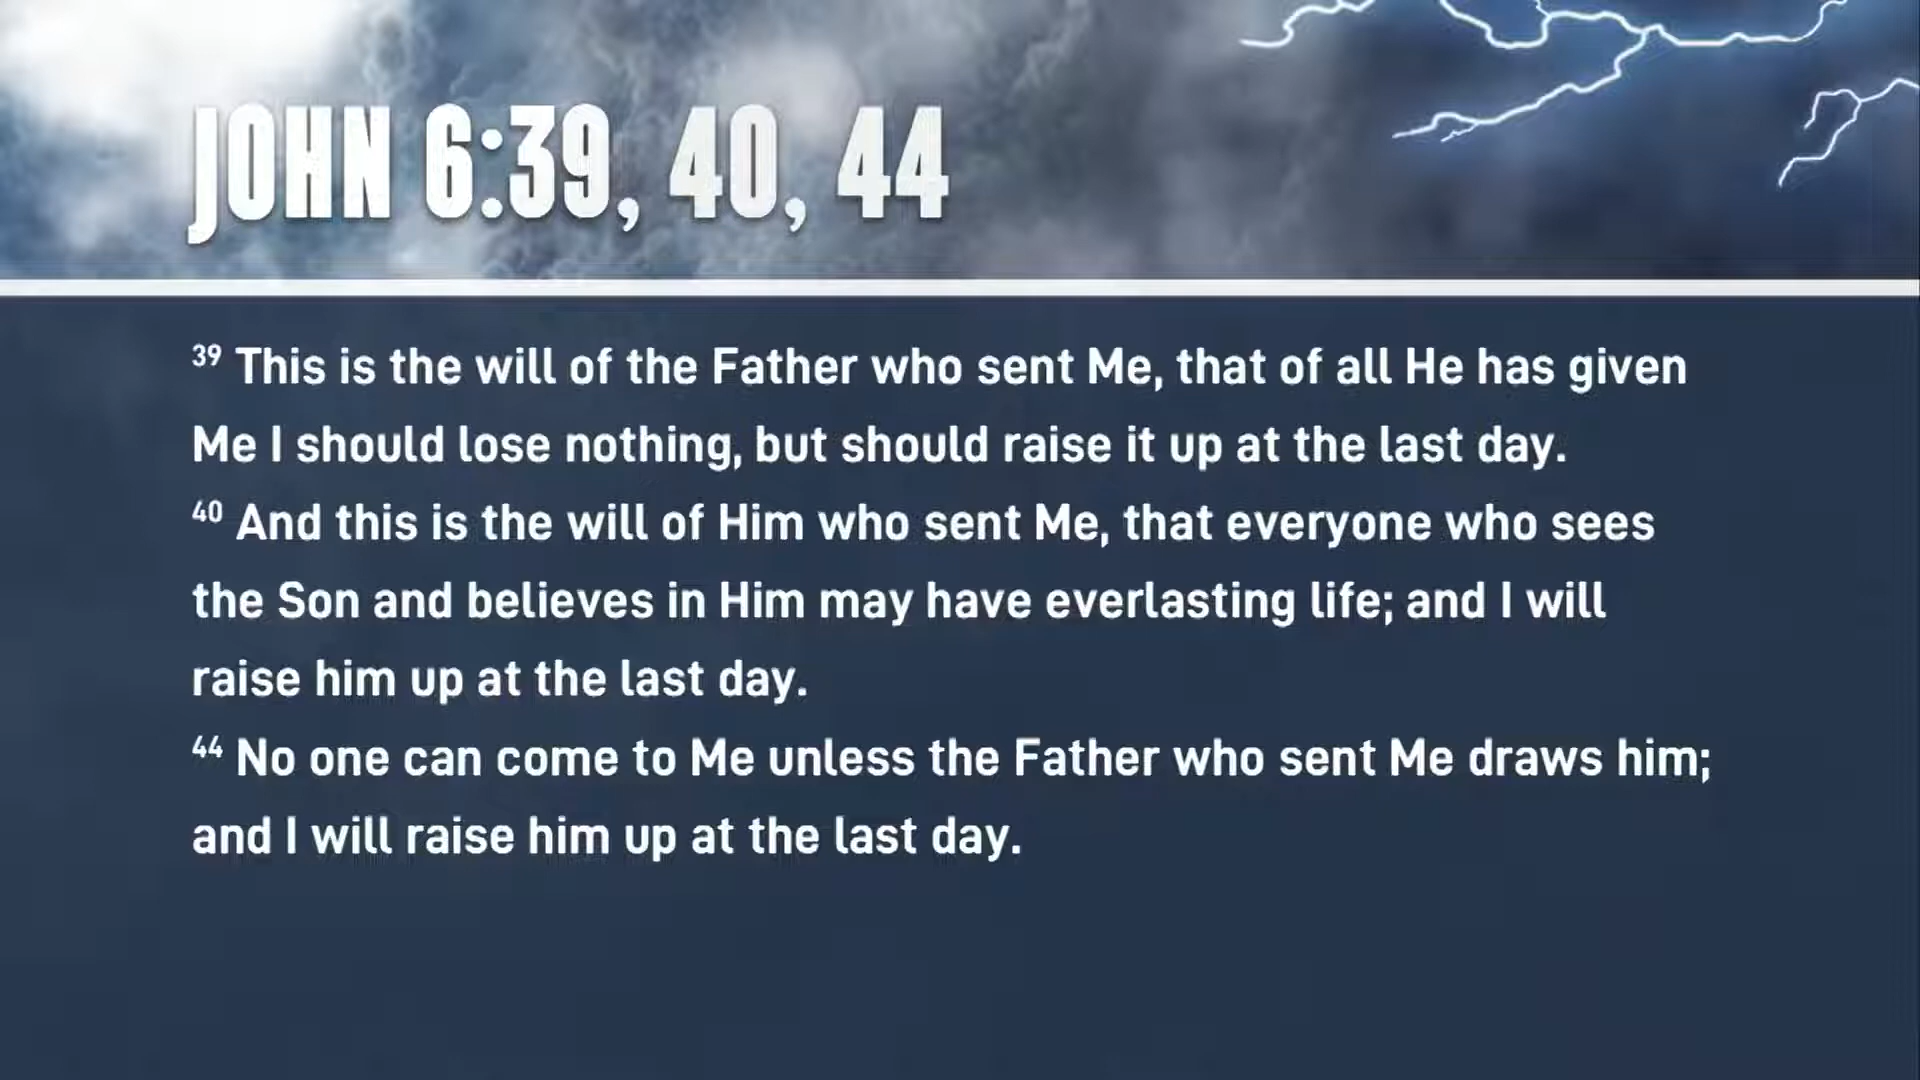 JOHN 6:39, 40, 44
39 This is the will of the Father who sent Me, that of all He has given
Me I should lose nothing, but should raise it up at the last day.
40 And this is the will of Him who sent Me, that everyone who sees
the Son and believes in Him may have everlasting life; and I will
raise him up at the last day.
44 No one can come to Me unless the Father who sent Me draws him;
and I will raise him up at the last day.